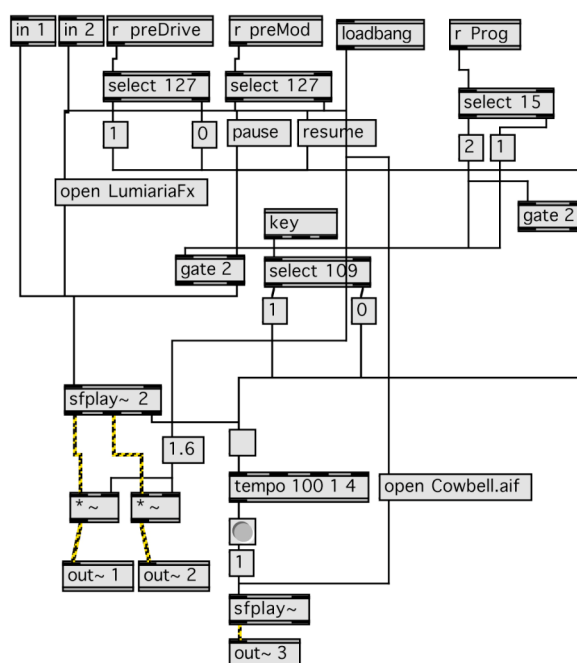 in 1
in 2
r preDrive
r preMod
loadbang
r Prog
select 127
select 127
select 15
1
0
pause
resume
2
1
open LumiariaFx
key
gate 2
gate 2
select 109
1
0
sfplay~ 2
1.6
tempo 100 1 4
open Cowbell.aif
* ~
* ~
1
out~ 1
out~ 2
sfplay~
out~ 3